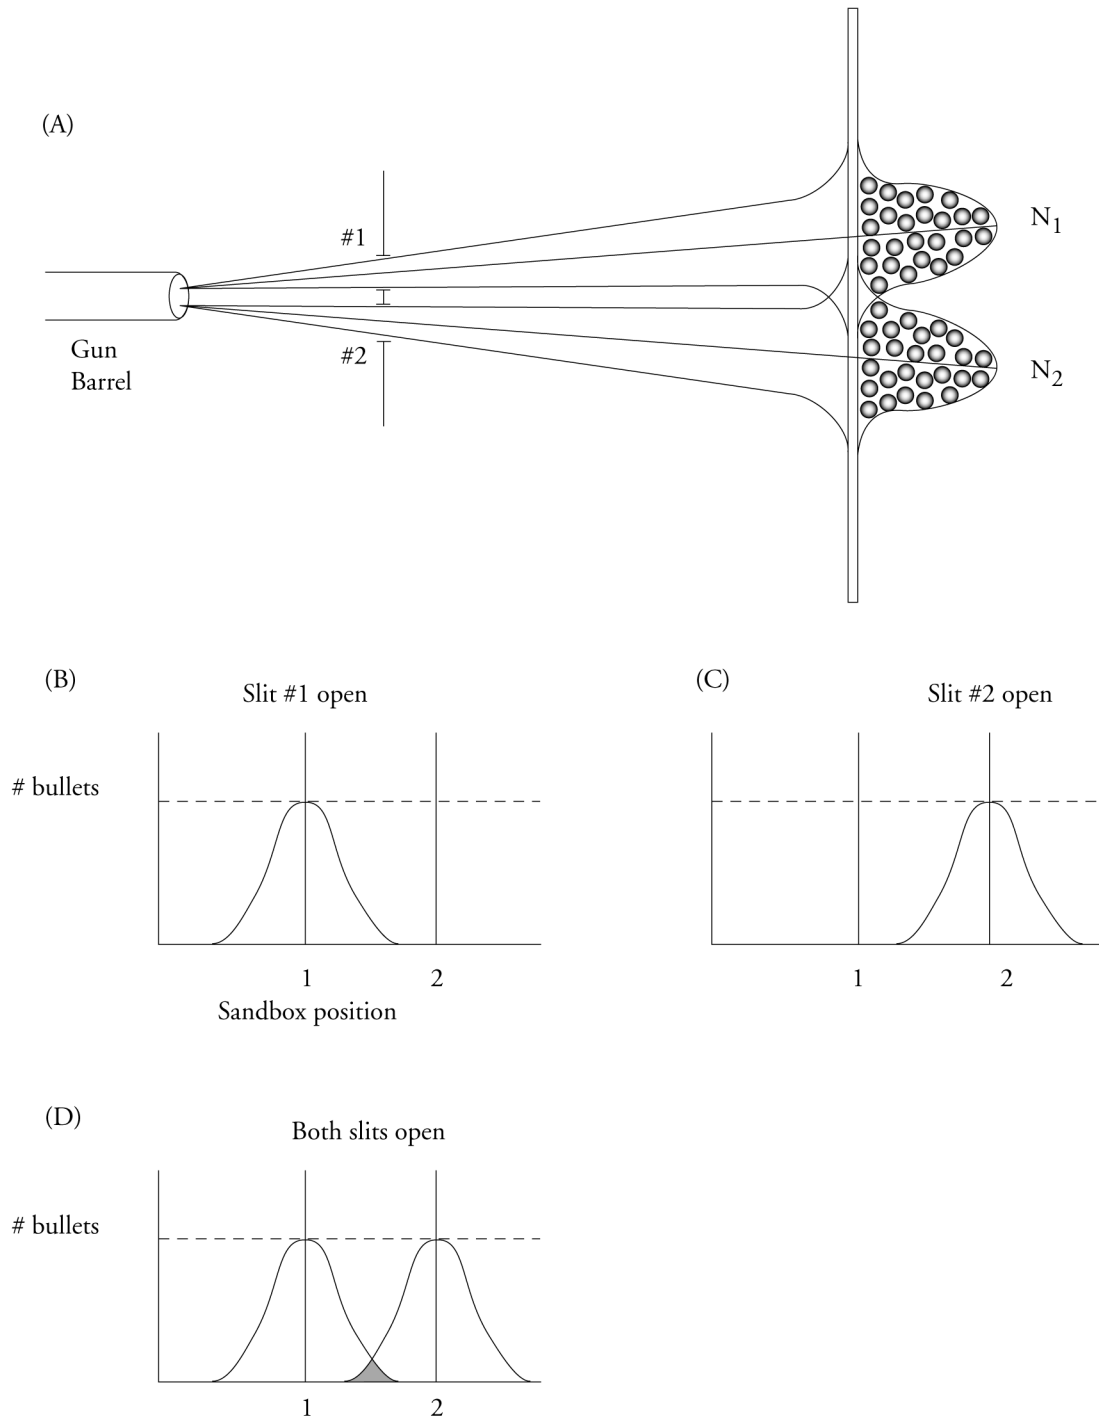 (A)
#1
N1
Gun
Barrel
#2
N2
(B)
Slit #1 open
# bullets
1 2
Sandbox position
(C)
Slit #2 open
1 2
(D)
Both slits open
# bullets
1 2